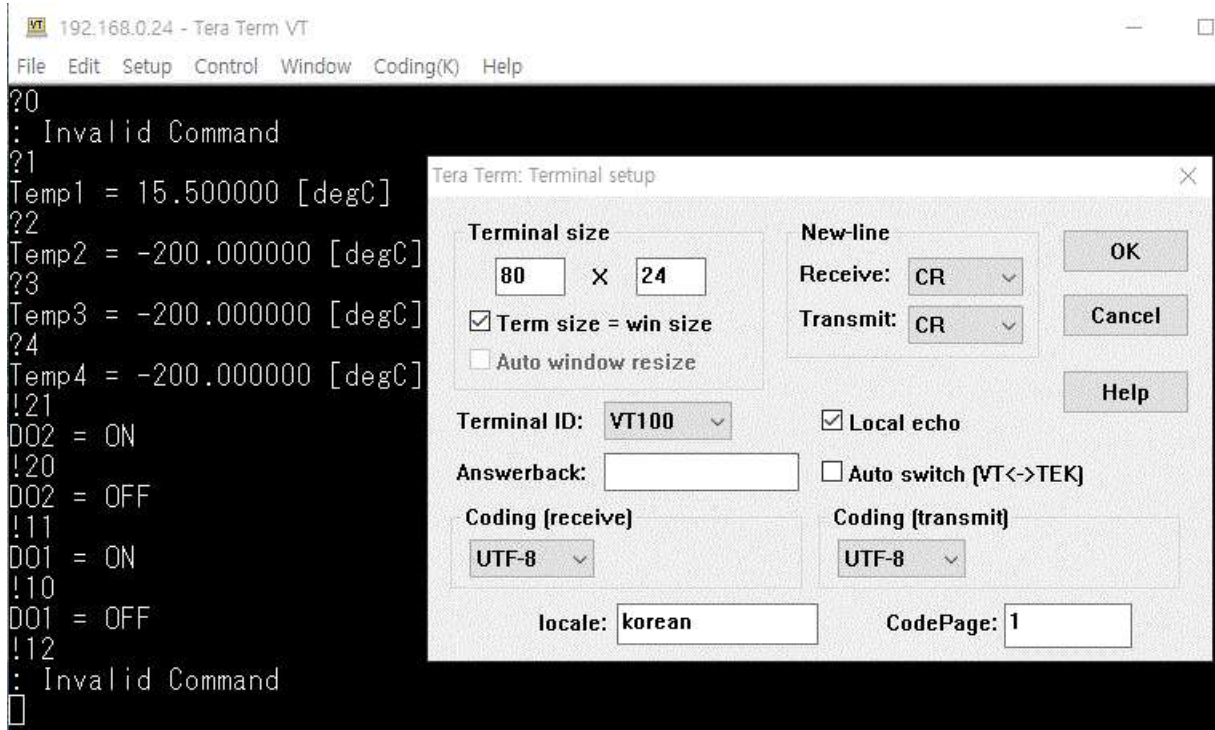 192.168.0.24 - Tera Term VT
File Edit Setup Control Window Coding(K) Help
?0
: Invalid Command
?1
Temp1 = 15.500000 [degC]
?2
Temp2 = -200.000000 [degC]
?3
Temp3 = -200.000000 [degC]
?4
Temp4 = -200.000000 [degC]
!21
DO2 = ON
!20
DO2 = OFF
!11
DO1 = ON
!10
DO1 = OFF
!12
: Invalid Command
Tera Term: Terminal setup
Terminal size
80 X 24
Term size = win size
Auto window resize
New-line
Receive: CR
Transmit: CR
OK
Cancel
Help
Terminal ID: VT100
Local echo
Answerback:
Auto switch (VT<->TEK)
Coding (receive)
UTF-8
Coding (transmit)
UTF-8
locale: korean
CodePage: 1